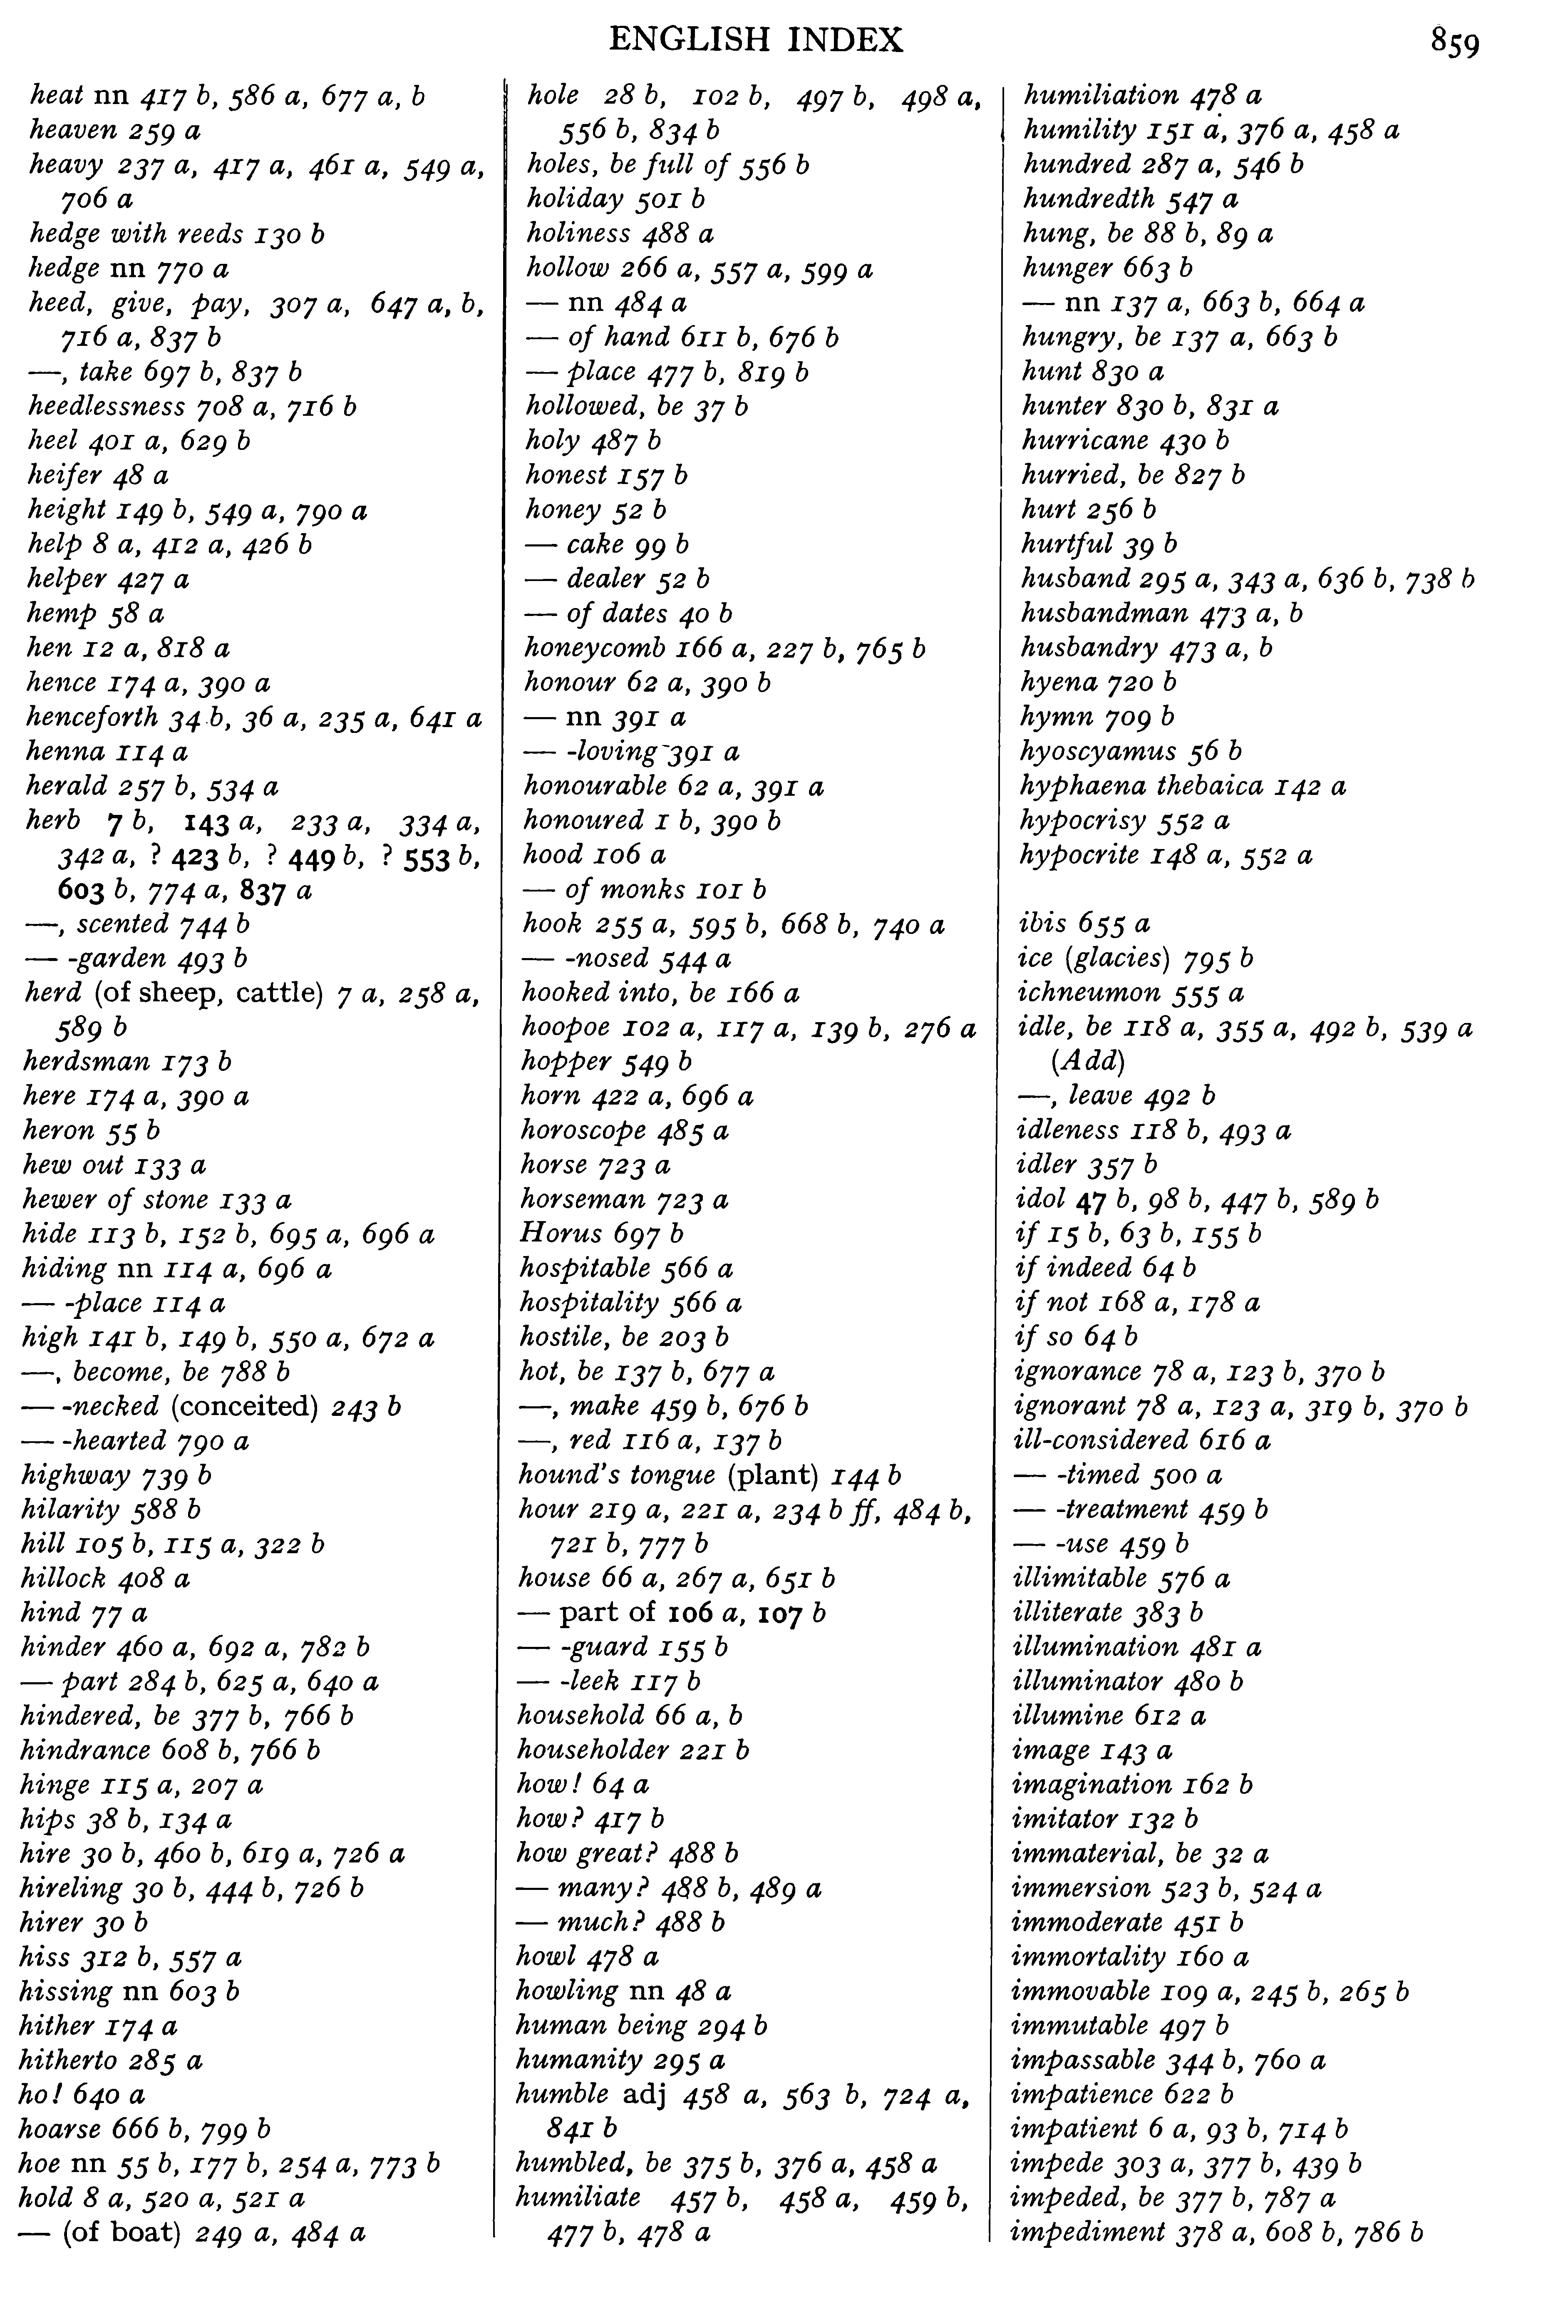 ENGLISH INDEX
859
heat nn 417 b, 586 a, 677 a, b
heaven 259 a
heavy 237 a, 417 a, 461 a, 549 a,
706 a
hedge with reeds 130 b
hedge nn 770 a
heed, give, pay, 307 a, 647 a, b,
716 a, 837 b
—, take 697 b, 837 b
heedlessness 708 a, 716 b
heel 401 a, 629 b
heifer 48 a
height 149 b, 549 a, 790 a
help 8 a, 412 a, 426 b
helper 427 a
hemp 58 a
hen 12 a, 818 a
hence 174 a, 390 a
henceforth 34 b, 36 a, 235 a, 641 a
henna 114 a
herald 257 b, 534 a
herb 7 b, 143 a, 233 a, 334 a,
342 a, ? 423 b, ? 449 b, ? 553 b,
603 b, 774 a, 837 a
—, scented 744 b
— -garden 493 b
herd (of sheep, cattle) 7 a, 258 a,
589 b
herdsman 173 b
here 174 a, 390 a
heron 55 b
hew out 133 a
hewer of stone 133 a
hide 113 b, 152 b, 695 a, 696 a
hiding nn 114 a, 696 a
— -place 114 a
high 141 b, 149 b, 550 a, 672 a
—, become, be 788 b
— -necked (conceited) 243 b
— -hearted 790 a
highway 739 b
hilarity 588 b
hill 105 b, 115 a, 322 b
hillock 408 a
hind 77 a
hinder 460 a, 692 a, 782 b
— part 284 b, 625 a, 640 a
hindered, be 377 b, 766 b
hindrance 608 b, 766 b
hinge 115 a, 207 a
hips 38 b, 134 a
hire 30 b, 460 b, 619 a, 726 a
hireling 30 b, 444 b, 726 b
hirer 30 b
hiss 312 b, 557 a
hissing nn 603 b
hither 174 a
hitherto 285 a
ho! 640 a
hoarse 666 b, 799 b
hoe nn 55 b, 177 b, 254 a, 773 b
hold 8 a, 520 a, 521 a
— (of boat) 249 a, 484 a
hole 28 b, 102 b, 497 b, 498 a,
556 b, 834 b
holes, be full of 556 b
holiday 501 b
holiness 488 a
hollow 266 a, 557 a, 599 a
— nn 484 a
— of hand 611 b, 676 b
— place 477 b, 819 b
hollowed, be 37 b
holy 487 b
honest 157 b
honey 52 b
— cake 99 b
— dealer 52 b
— of dates 40 b
honeycomb 166 a, 227 b, 765 b
honour 62 a, 390 b
— nn 391 a
— -loving 391 a
honourable 62 a, 391 a
honoured 1 b, 390 b
hood 106 a
— of monks 101 b
hook 255 a, 595 b, 668 b, 740 a
— -nosed 544 a
hooked into, be 166 a
hoopoe 102 a, 117 a, 139 b, 276 a
hopper 549 b
horn 422 a, 696 a
horoscope 485 a
horse 723 a
horseman 723 a
Horus 697 b
hospitable 566 a
hospitality 566 a
hostile, be 203 b
hot, be 137 b, 677 a
—, make 459 b, 676 b
—, red 116 a, 137 b
hound's tongue (plant) 144 b
hour 219 a, 221 a, 234 b ff, 484 b,
721 b, 777 b
house 66 a, 267 a, 651 b
— part of 106 a, 107 b
— -guard 155 b
— -leek 117 b
household 66 a, b
householder 221 b
how! 64 a
how? 417 b
how great? 488 b
— many? 488 b, 489 a
— much? 488 b
howl 478 a
howling nn 48 a
human being 294 b
humanity 295 a
humble adj 458 a, 563 b, 724 a,
841 b
humbled, be 375 b, 376 a, 458 a
humiliate 457 b, 458 a, 459 b,
477 b, 478 a
humiliation 478 a
humility 151 a, 376 a, 458 a
hundred 287 a, 546 b
hundredth 547 a
hung, be 88 b, 89 a
hunger 663 b
— nn 137 a, 663 b, 664 a
hungry, be 137 a, 663 b
hunt 830 a
hunter 830 b, 831 a
hurricane 430 b
hurried, be 827 b
hurt 256 b
hurtful 39 b
husband 295 a, 343 a, 636 b, 738 b
husbandman 473 a, b
husbandry 473 a, b
hyena 720 b
hymn 709 b
hyoscyamus 56 b
hyphaena thebaica 142 a
hypocrisy 552 a
hypocrite 148 a, 552 a
ibis 655 a
ice (glacies) 795 b
ichneumon 555 a
idle, be 118 a, 355 a, 492 b, 539 a
(Add)
—, leave 492 b
idleness 118 b, 493 a
idler 357 b
idol 47 b, 98 b, 447 b, 589 b
if 15 b, 63 b, 155 b
if indeed 64 b
if not 168 a, 178 a
if so 64 b
ignorance 78 a, 123 b, 370 b
ignorant 78 a, 123 a, 319 b, 370 b
ill-considered 616 a
— -timed 500 a
— -treatment 459 b
— -use 459 b
illimitable 576 a
illiterate 383 b
illumination 481 a
illuminator 480 b
illumine 612 a
image 143 a
imagination 162 b
imitator 132 b
immaterial, be 32 a
immersion 523 b, 524 a
immoderate 451 b
immortality 160 a
immovable 109 a, 245 b, 265 b
immutable 497 b
impassable 344 b, 760 a
impatience 622 b
impatient 6 a, 93 b, 714 b
impede 303 a, 377 b, 439 b
impeded, be 377 b, 787 a
impediment 378 a, 608 b, 786 b